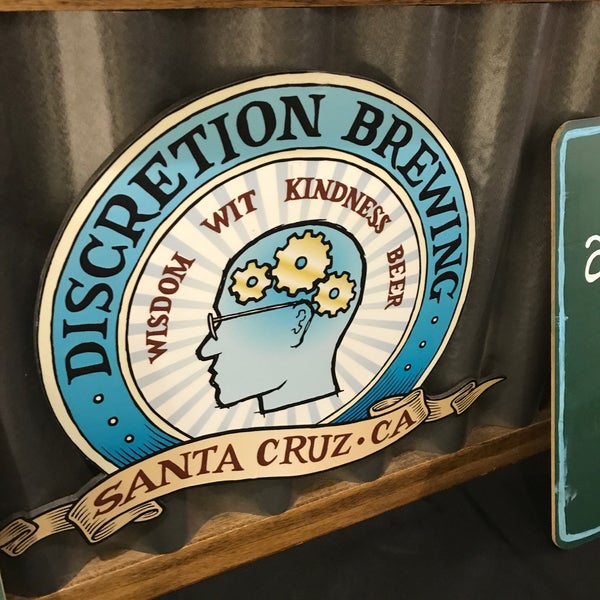 DISCRETION BREWING
WISDOM WIT KINDNESS BEER
SANTA CRUZ • CA